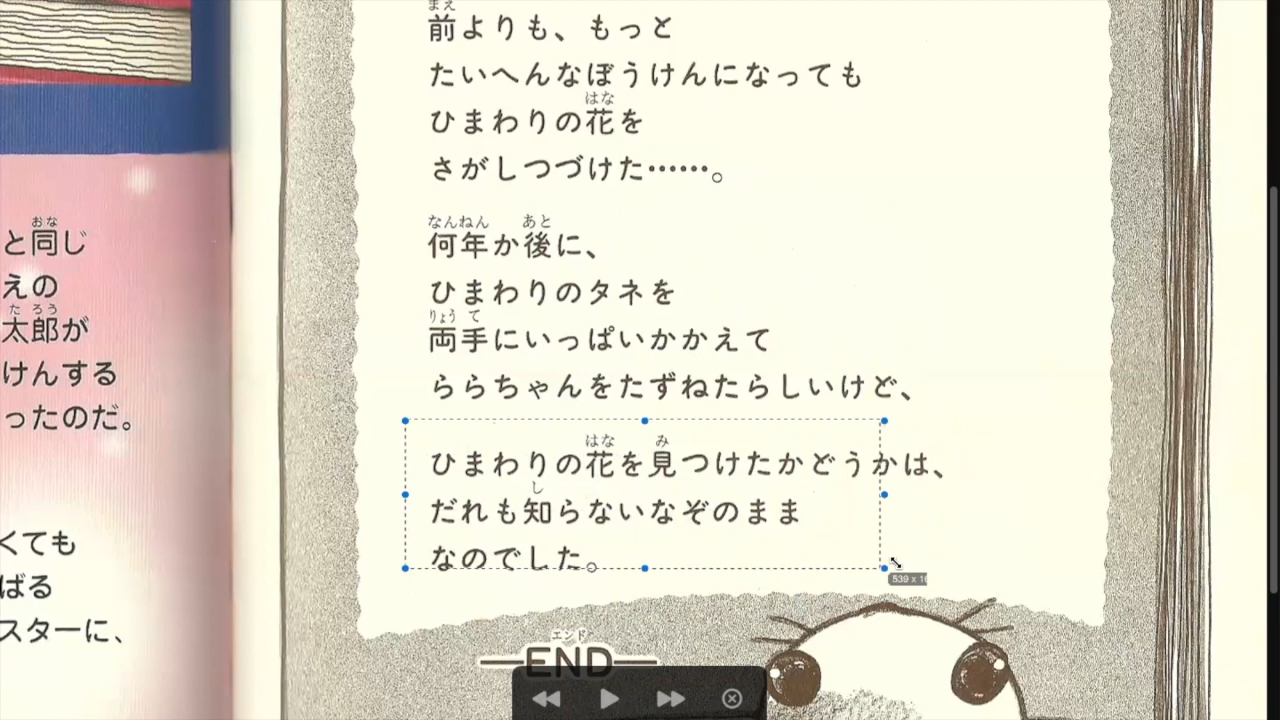 前よりも、もっと
たいへんなぼうけんになっても
ひまわりの花を
さがしつづけた……。
何年か後に、
ひまわりのタネを
両手にいっぱいかかえて
ららちゃんをたずねたらしいけど、
ひまわりの花を見つけたかどうかは、
だれも知らないなぞのまま
なのでした。
END
と同じ
えの
太郎が
けんする
ったのだ。
くても
ばる
スターに、